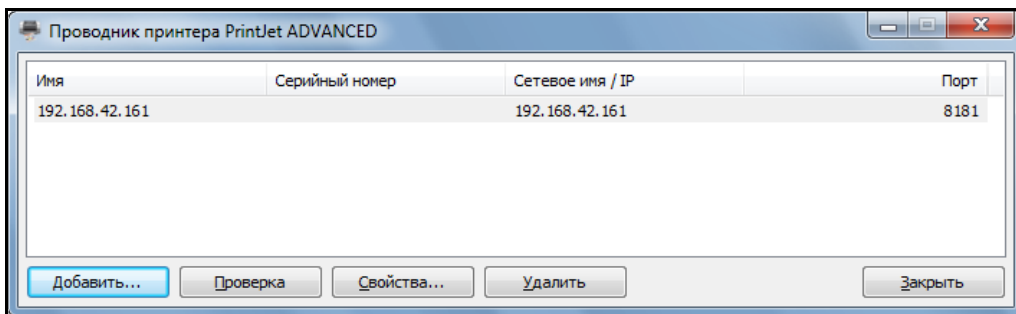 Проводник принтера PrintJet ADVANCED
Имя Серийный номер Сетевое имя / IP Порт
192.168.42.161 192.168.42.161 8181
Добавить... Проверка Свойства... Удалить Закрыть